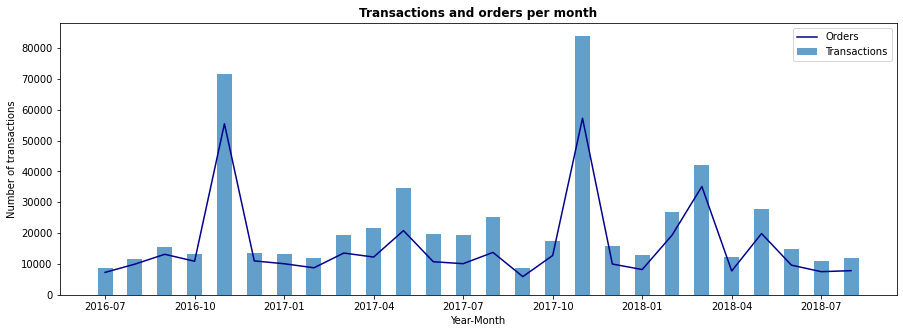 Transactions and orders per month
Orders
Transactions
Number of transactions
80000
70000
60000
50000
40000
30000
20000
10000
0
2016-07 2016-10 2017-01 2017-04 2017-07 2017-10 2018-01 2018-04 2018-07
Year-Month